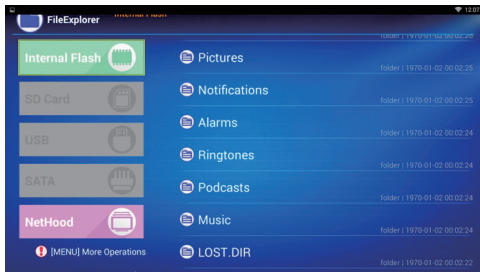 12:07
FileExplorer
Internal Flash
folder | 1970-01-02 00:02:26
Internal Flash
Pictures
folder | 1970-01-02 00:02:25
SD Card
Notifications
folder | 1970-01-02 00:02:25
Alarms
folder | 1970-01-02 00:02:24
USB
Ringtones
folder | 1970-01-02 00:02:24
SATA
Podcasts
folder | 1970-01-02 00:02:24
NetHood
Music
folder | 1970-01-02 00:02:24
[MENU] More Operations
LOST.DIR
folder | 1970-01-02 00:02:22